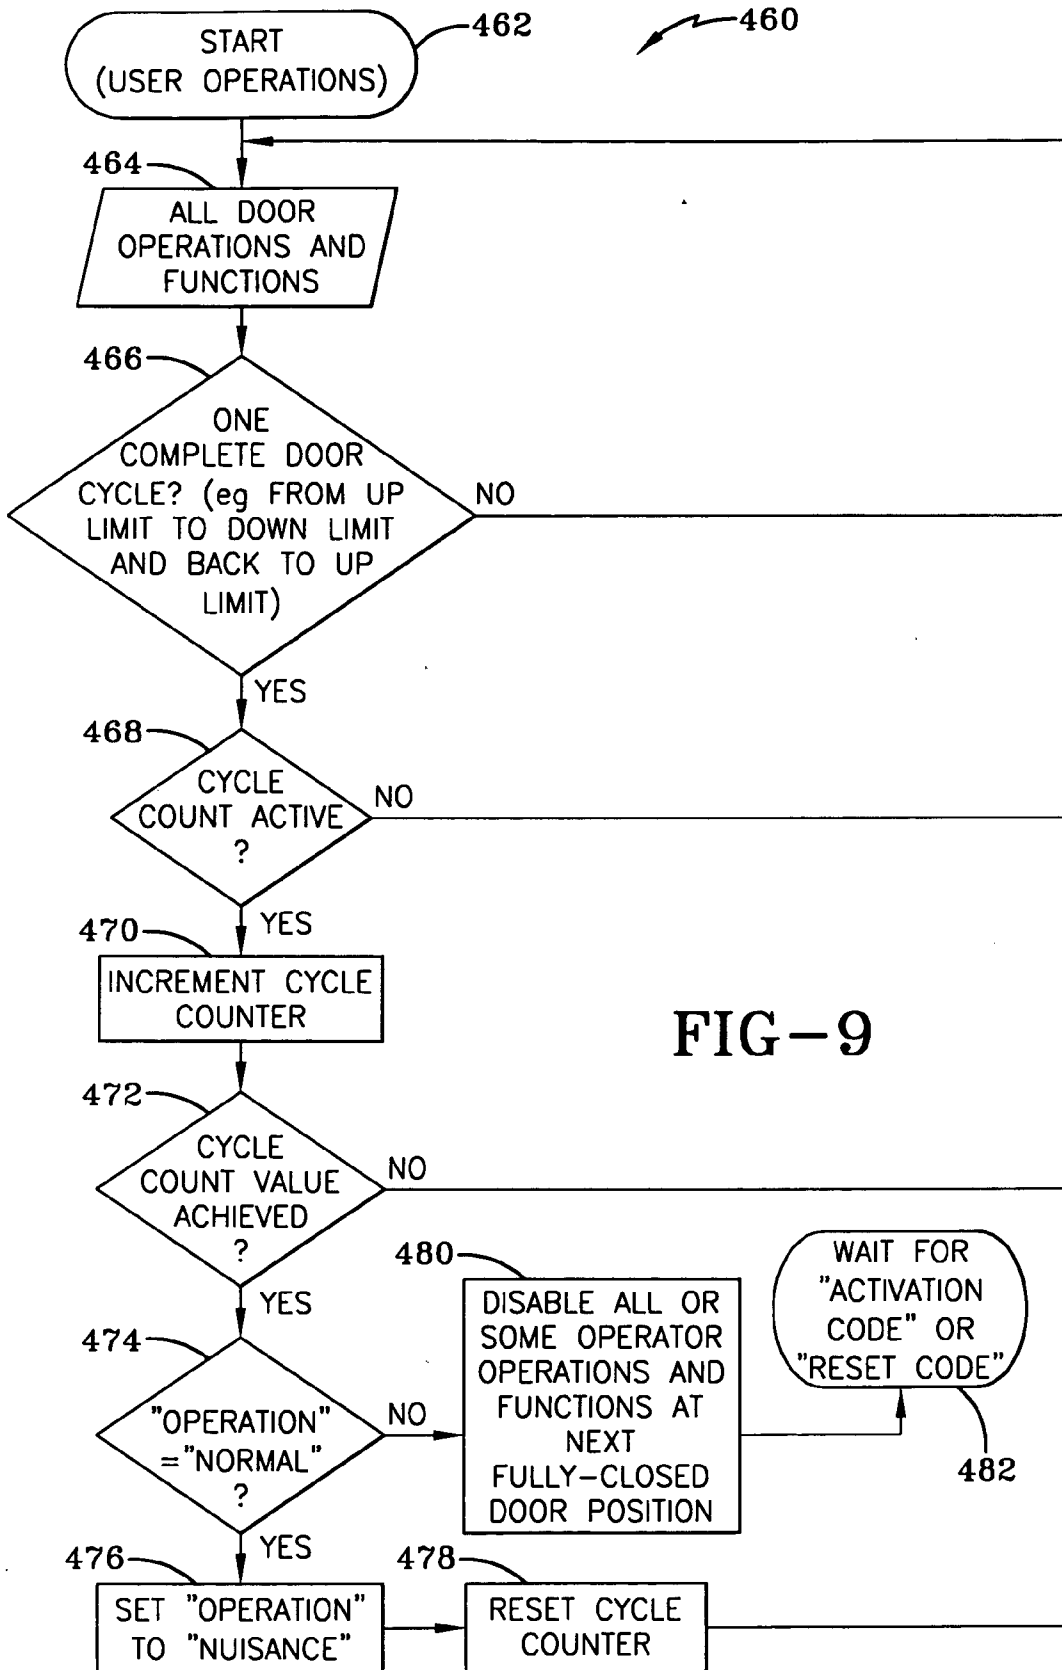 START
(USER OPERATIONS)
462
460
464
ALL DOOR
OPERATIONS AND
FUNCTIONS
466
ONE
COMPLETE DOOR
CYCLE? (eg FROM UP
LIMIT TO DOWN LIMIT
AND BACK TO UP
LIMIT)
NO
YES
468
CYCLE
COUNT ACTIVE
?
NO
YES
470
INCREMENT CYCLE
COUNTER
FIG-9
472
CYCLE
COUNT VALUE
ACHIEVED
?
NO
YES
474
"OPERATION"
="NORMAL"
?
NO
YES
480
DISABLE ALL OR
SOME OPERATOR
OPERATIONS AND
FUNCTIONS AT
NEXT
FULLY-CLOSED
DOOR POSITION
WAIT FOR
"ACTIVATION
CODE" OR
"RESET CODE"
482
476
SET "OPERATION"
TO "NUISANCE"
478
RESET CYCLE
COUNTER